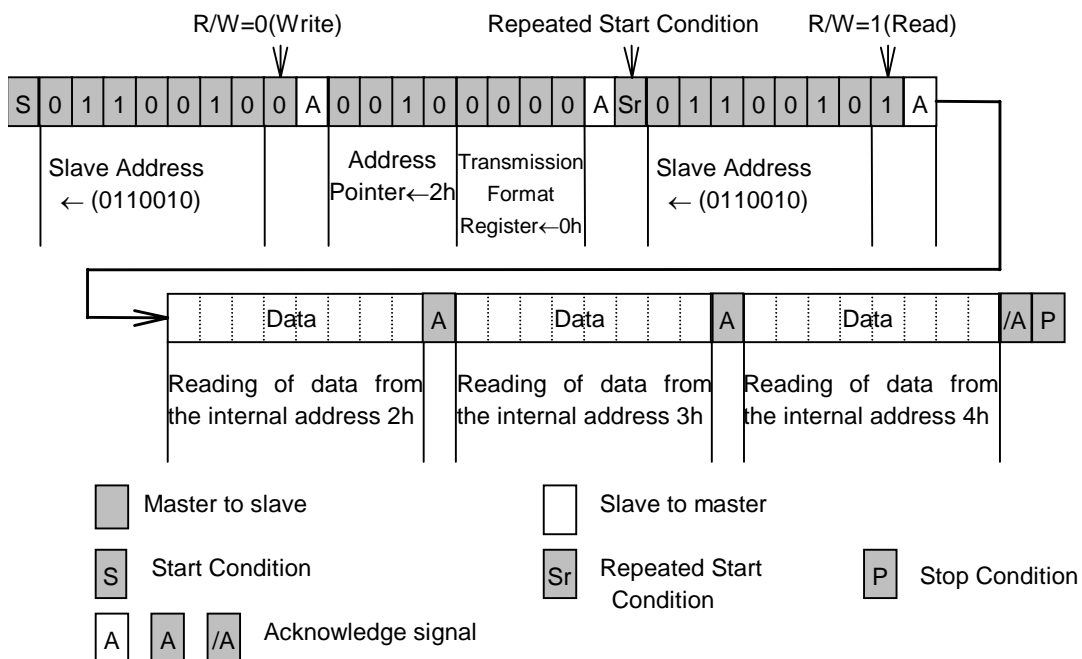 R/W=0(Write) Repeated Start Condition R/W=1(Read)
S 0 1 1 0 0 1 0 0 A 0 0 1 0 0 0 0 0 A Sr 0 1 1 0 0 1 0 1 A
Slave Address
← (0110010)
Address
Pointer←2h
Transmission
Format
Register←0h
Slave Address
← (0110010)
Data A Data A Data /A P
Reading of data from
the internal address 2h
Reading of data from
the internal address 3h
Reading of data from
the internal address 4h
Master to slave
Slave to master
S Start Condition
Sr Repeated Start
Condition
P Stop Condition
A A /A Acknowledge signal